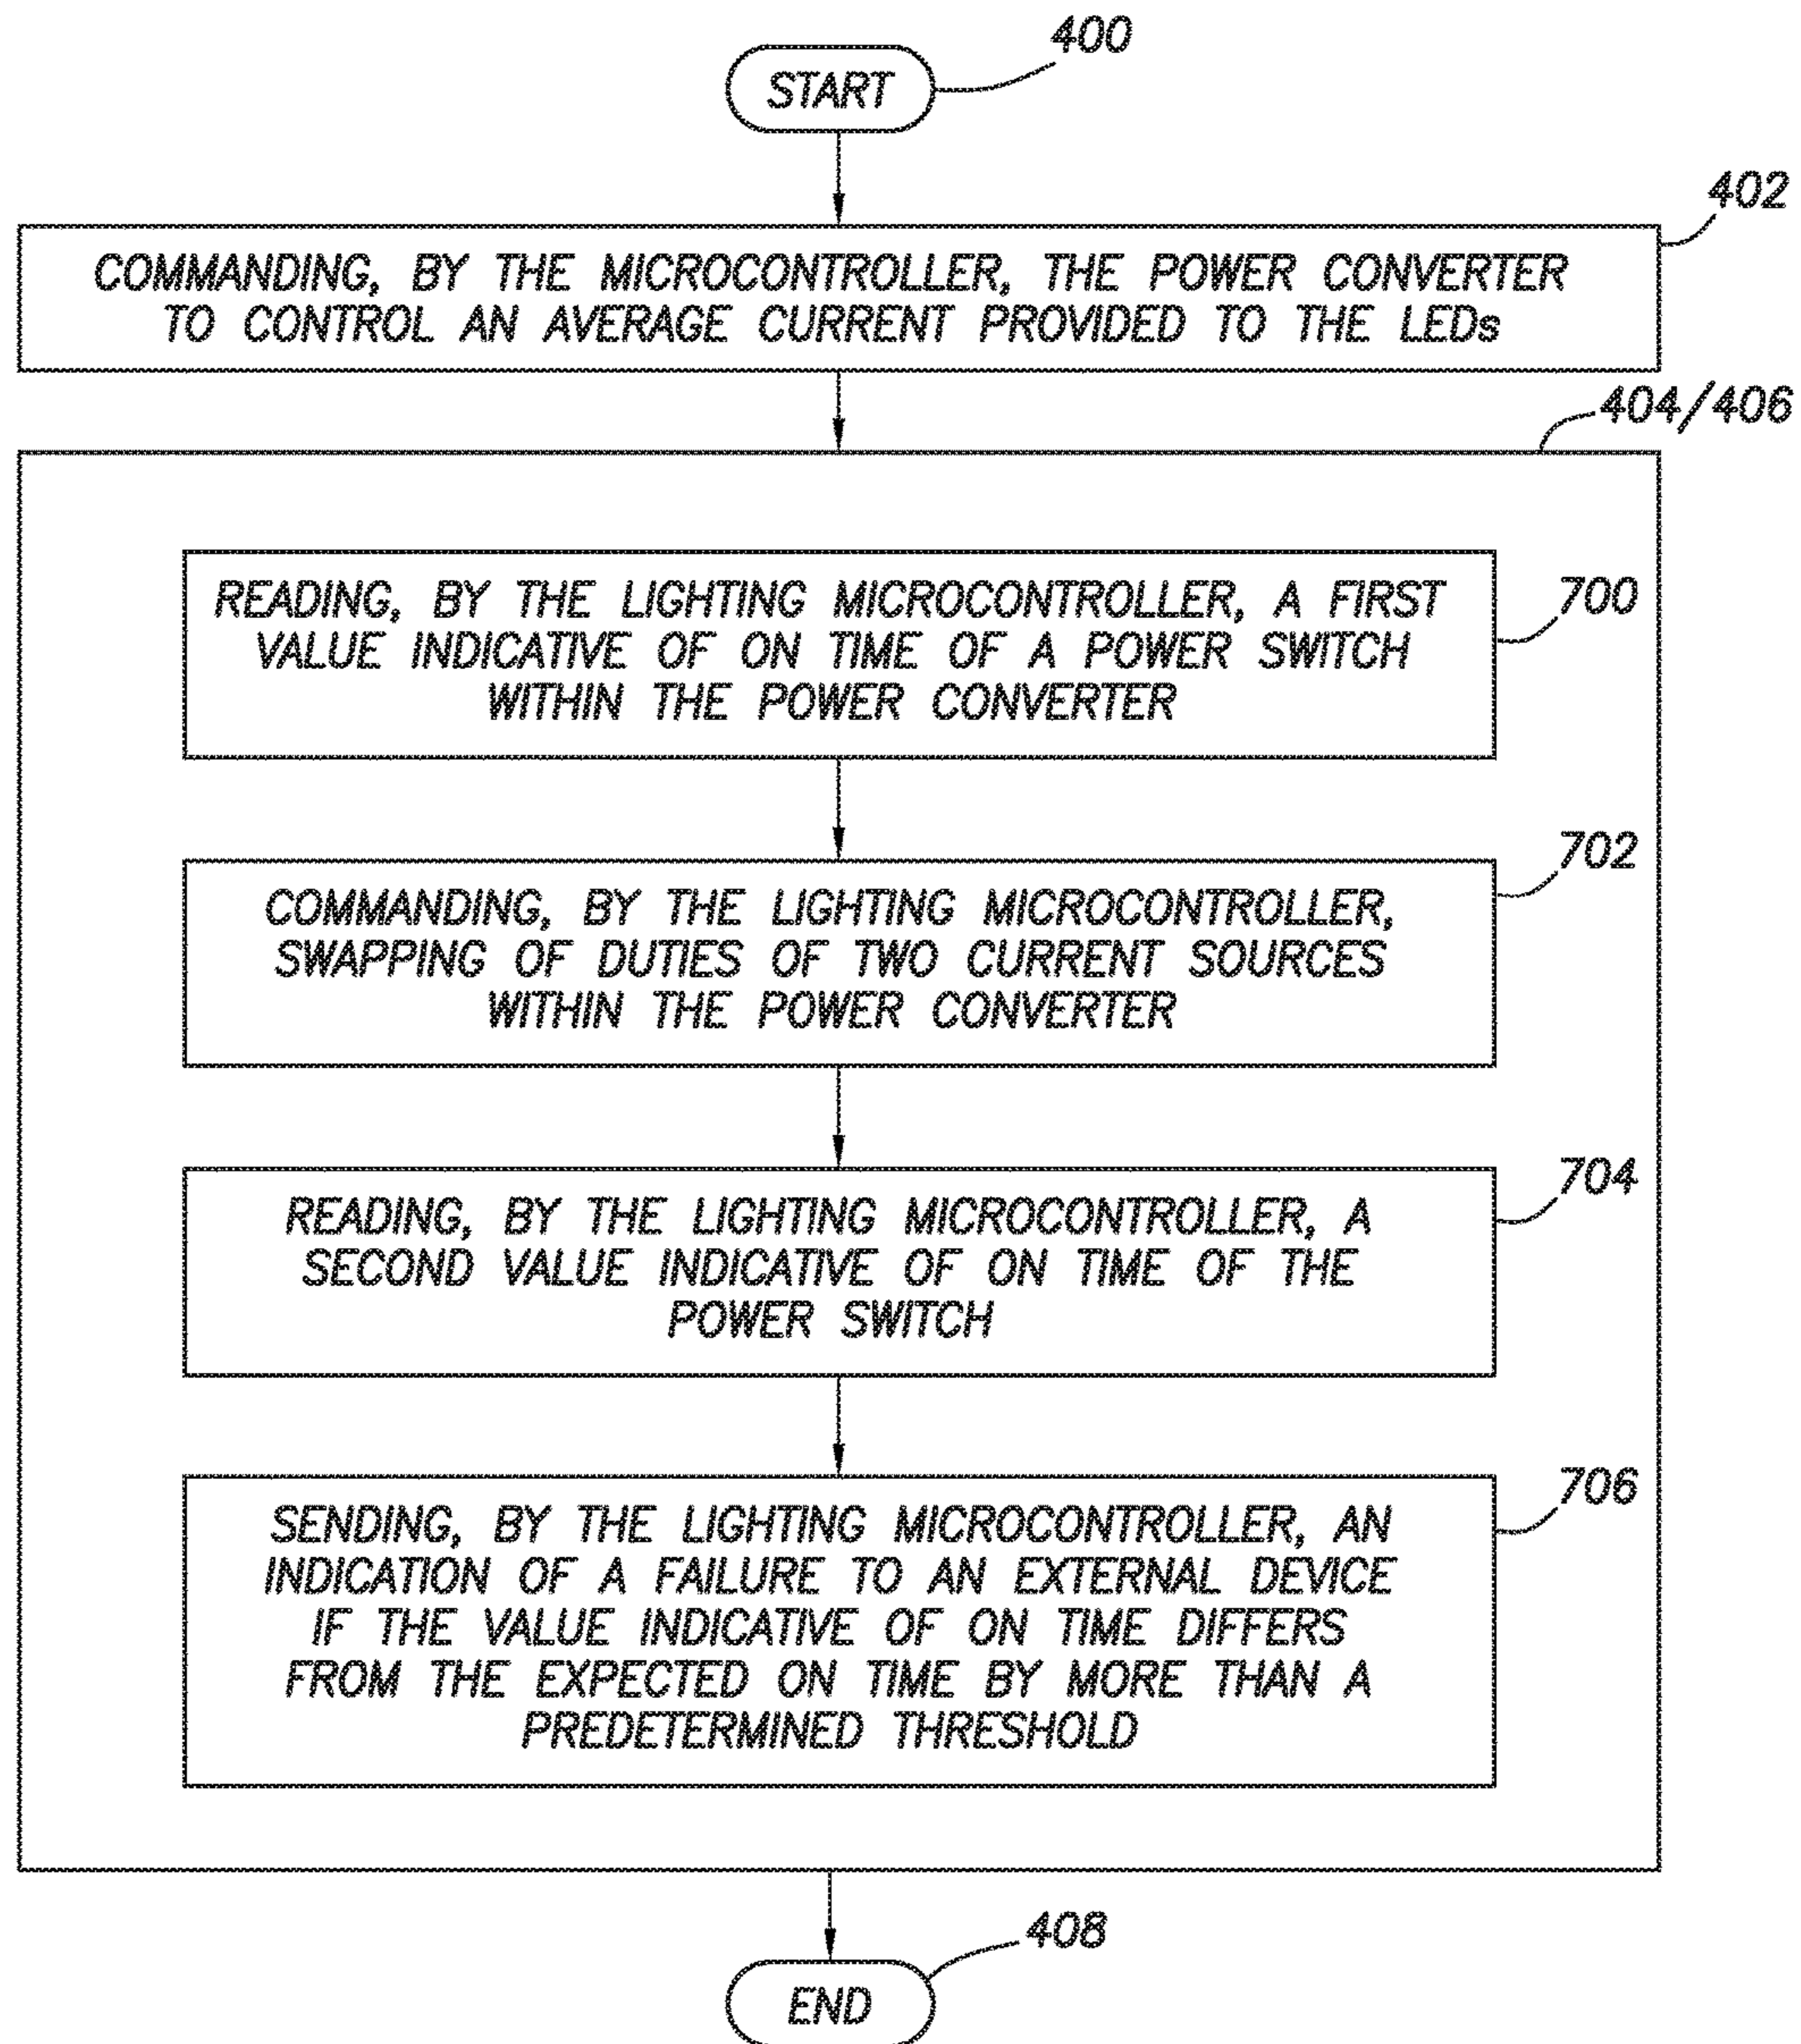 400
START
402
COMMANDING, BY THE MICROCONTROLLER, THE POWER CONVERTER
TO CONTROL AN AVERAGE CURRENT PROVIDED TO THE LEDs
404/406
READING, BY THE LIGHTING MICROCONTROLLER, A FIRST
VALUE INDICATIVE OF ON TIME OF A POWER SWITCH
WITHIN THE POWER CONVERTER
700
COMMANDING, BY THE LIGHTING MICROCONTROLLER,
SWAPPING OF DUTIES OF TWO CURRENT SOURCES
WITHIN THE POWER CONVERTER
702
READING, BY THE LIGHTING MICROCONTROLLER, A
SECOND VALUE INDICATIVE OF ON TIME OF THE
POWER SWITCH
704
SENDING, BY THE LIGHTING MICROCONTROLLER, AN
INDICATION OF A FAILURE TO AN EXTERNAL DEVICE
IF THE VALUE INDICATIVE OF ON TIME DIFFERS
FROM THE EXPECTED ON TIME BY MORE THAN A
PREDETERMINED THRESHOLD
706
408
END